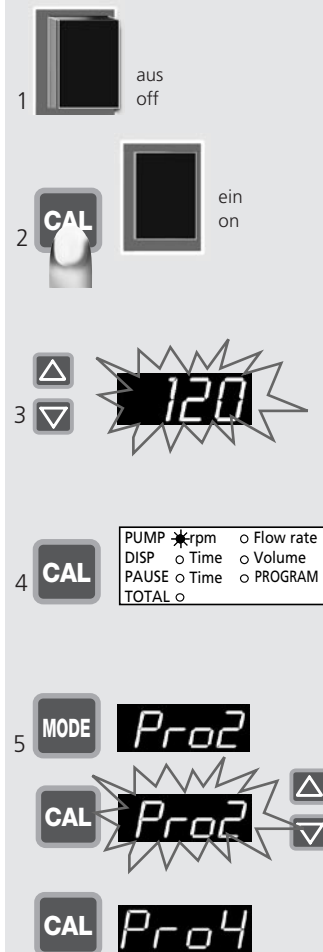 1
aus
off
2 CAL
ein
on
3 120
4 CAL
PUMP rpm Flow rate
DISP Time Volume
PAUSE Time PROGRAM
TOTAL
5 MODE Pro2
CAL Pro2
CAL Pro4